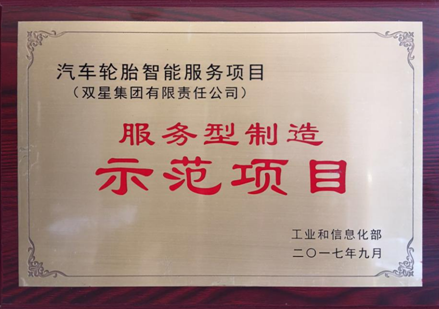 汽车轮胎智能服务项目
（双星集团有限责任公司）
服务型制造
示范项目
工业和信息化部
二〇一七年九月